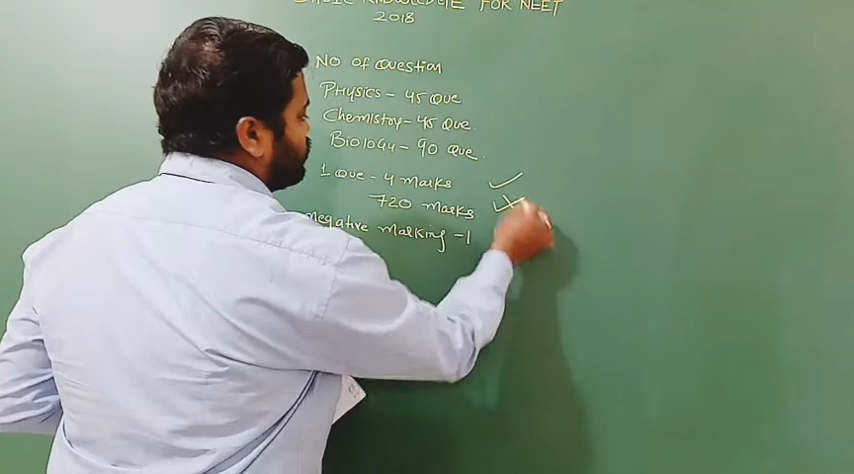 BASIC KNOWLEDGE FOR NEET
2018
No of Question
Physics - 45 Que
Chemistry - 45 Que.
Biology - 90 Que.
1 Que - 4 marks
720 marks
negative marking -1